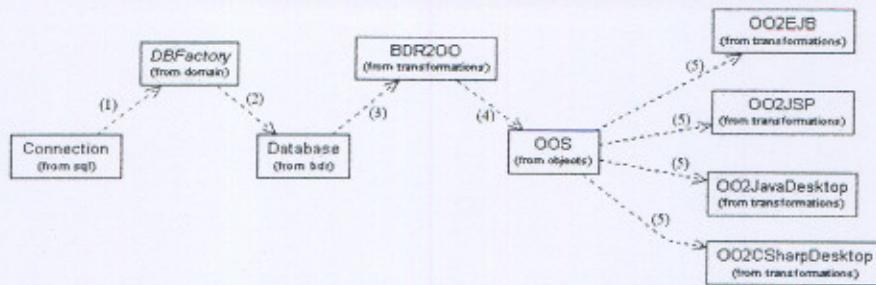 Connection
(from sql)
(1)
DBFactory
(from domain)
(2)
Database
(from bdr)
(3)
BDR2OO
(from transformations)
(4)
OOS
(from objects)
(5)
OO2EJB
(from transformations)
(5)
OO2JSP
(from transformations)
(5)
OO2JavaDesktop
(from transformations)
(5)
OO2CSharpDesktop
(from transformations)